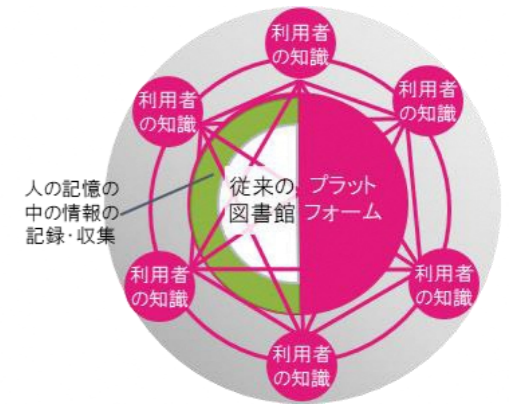 利用者
の知識
利用者
の知識
利用者
の知識
人の記憶の
中の情報の
記録・収集
従来の
図書館
プラット
フォーム
利用者
の知識
利用者
の知識
利用者
の知識